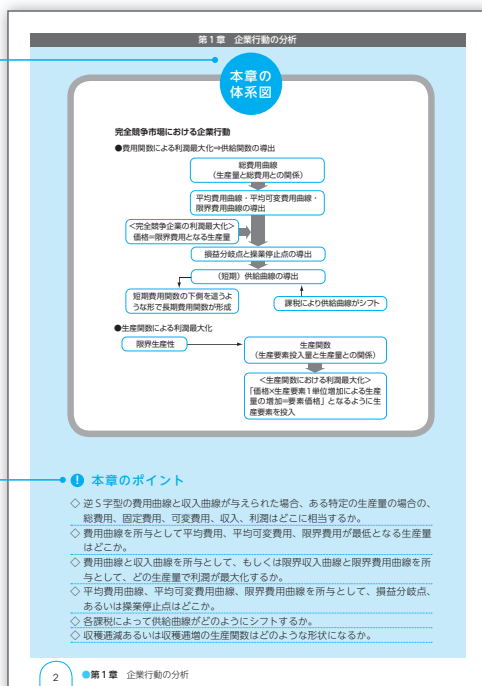 第1章　企業行動の分析
本章の
体系図
完全競争市場における企業行動
●費用関数による利潤最大化⇒供給関数の導出
総費用曲線
（生産量と総費用との関係）
平均費用曲線・平均可変費用曲線・
限界費用曲線の導出
＜完全競争企業の利潤最大化＞
価格＝限界費用となる生産量
損益分岐点と操業停止点の導出
（短期）供給曲線の導出
短期費用関数の下側を這うよ
うな形で長期費用関数が形成
課税により供給曲線がシフト
●生産関数による利潤最大化
限界生産性
生産関数
（生産要素投入量と生産量との関係）
＜生産関数における利潤最大化＞
「価格×生産要素1単位増加による生産
量の増加＝要素価格」となるように生
産要素を投入
! 本章のポイント
◇ 逆S字型の費用曲線と収入曲線が与えられた場合、ある特定の生産量の場合の、
総費用、固定費用、可変費用、収入、利潤はどこに相当するか。
◇ 費用曲線を所与として平均費用、平均可変費用、限界費用が最低となる生産量
はどこか。
◇ 費用曲線と収入曲線を所与として、もしくは限界収入曲線と限界費用曲線を所
与として、どの生産量で利潤が最大化するか。
◇ 平均費用曲線、平均可変費用曲線、限界費用曲線を所与として、損益分岐点、
あるいは操業停止点はどこか。
◇ 各課税によって供給曲線がどのようにシフトするか。
◇ 収穫逓減あるいは収穫逓増の生産関数はどのような形状になるか。
2　●第1章　企業行動の分析